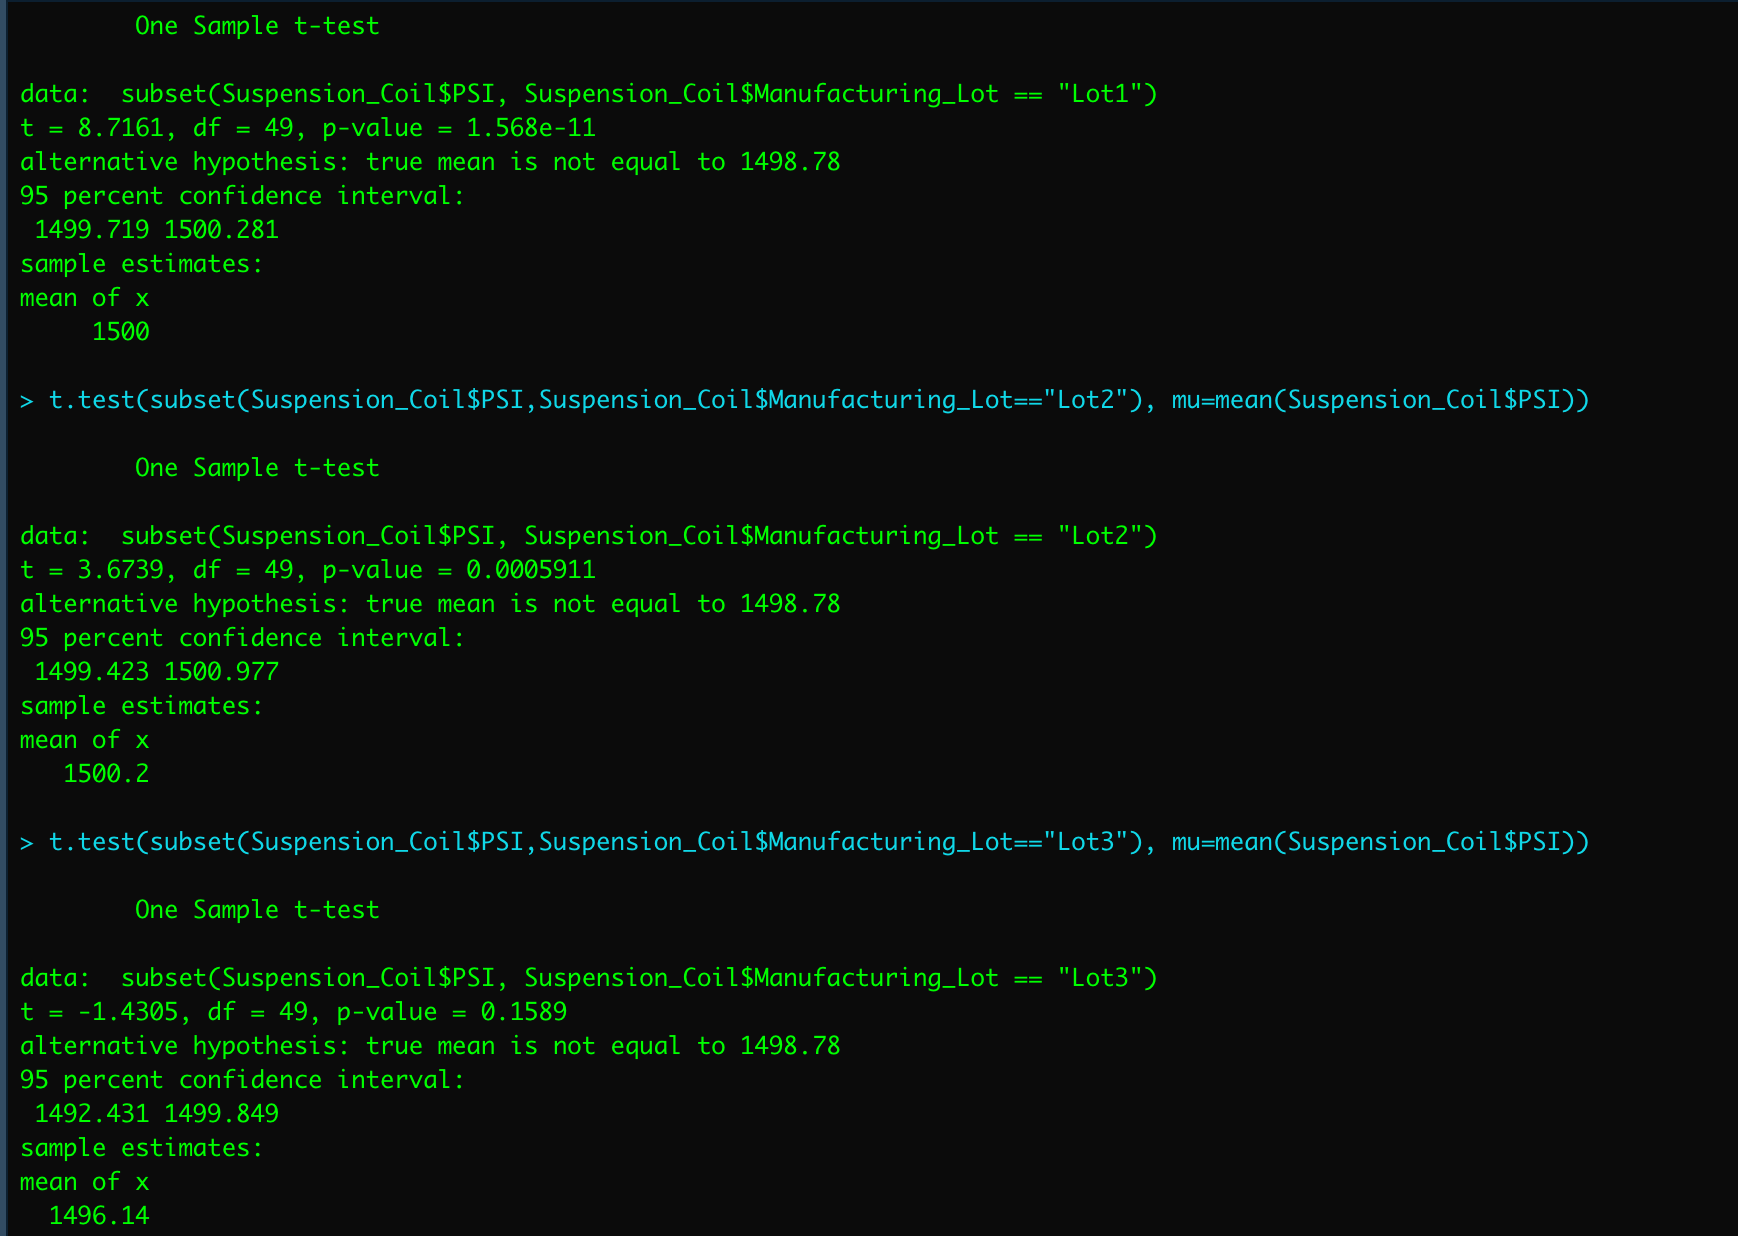 One Sample t-test
data:  subset(Suspension_Coil$PSI, Suspension_Coil$Manufacturing_Lot == "Lot1")
t = 8.7161, df = 49, p-value = 1.568e-11
alternative hypothesis: true mean is not equal to 1498.78
95 percent confidence interval:
 1499.719 1500.281
sample estimates:
mean of x
     1500
> t.test(subset(Suspension_Coil$PSI,Suspension_Coil$Manufacturing_Lot=="Lot2"), mu=mean(Suspension_Coil$PSI))
One Sample t-test
data:  subset(Suspension_Coil$PSI, Suspension_Coil$Manufacturing_Lot == "Lot2")
t = 3.6739, df = 49, p-value = 0.0005911
alternative hypothesis: true mean is not equal to 1498.78
95 percent confidence interval:
 1499.423 1500.977
sample estimates:
mean of x
   1500.2
> t.test(subset(Suspension_Coil$PSI,Suspension_Coil$Manufacturing_Lot=="Lot3"), mu=mean(Suspension_Coil$PSI))
One Sample t-test
data:  subset(Suspension_Coil$PSI, Suspension_Coil$Manufacturing_Lot == "Lot3")
t = -1.4305, df = 49, p-value = 0.1589
alternative hypothesis: true mean is not equal to 1498.78
95 percent confidence interval:
 1492.431 1499.849
sample estimates:
mean of x
  1496.14